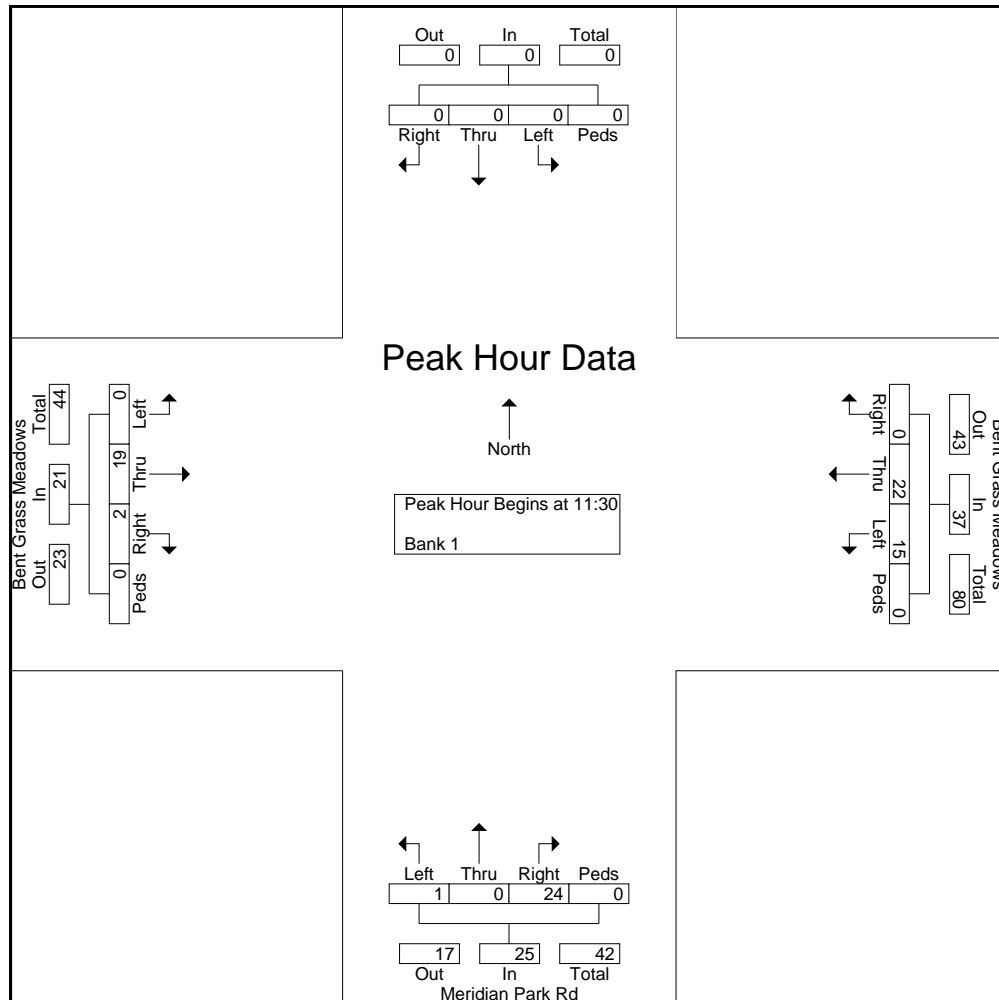 Out In Total
0 0 0
0 0 0 0
Right Thru Left Peds
Peak Hour Data
North
Peak Hour Begins at 11:30
Bank 1
Bent Grass Meadows
Total In Out
44 21 23
0 19 2 0
Left Thru Right Peds
Bent Grass Meadows
Out In Total
43 37 80
0 22 15 0
Right Thru Left Peds
Left Thru Right Peds
1 0 24 0
17 25 42
Out In Total
Meridian Park Rd